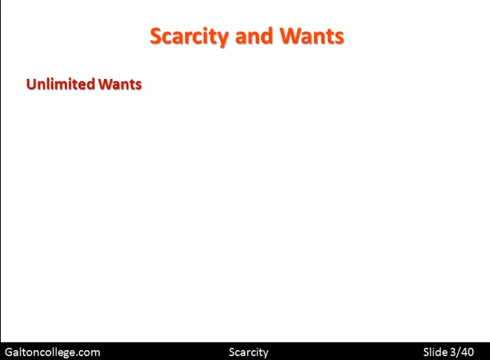 Scarcity and Wants
Unlimited Wants
Galtoncollege.com Scarcity Slide 3/40